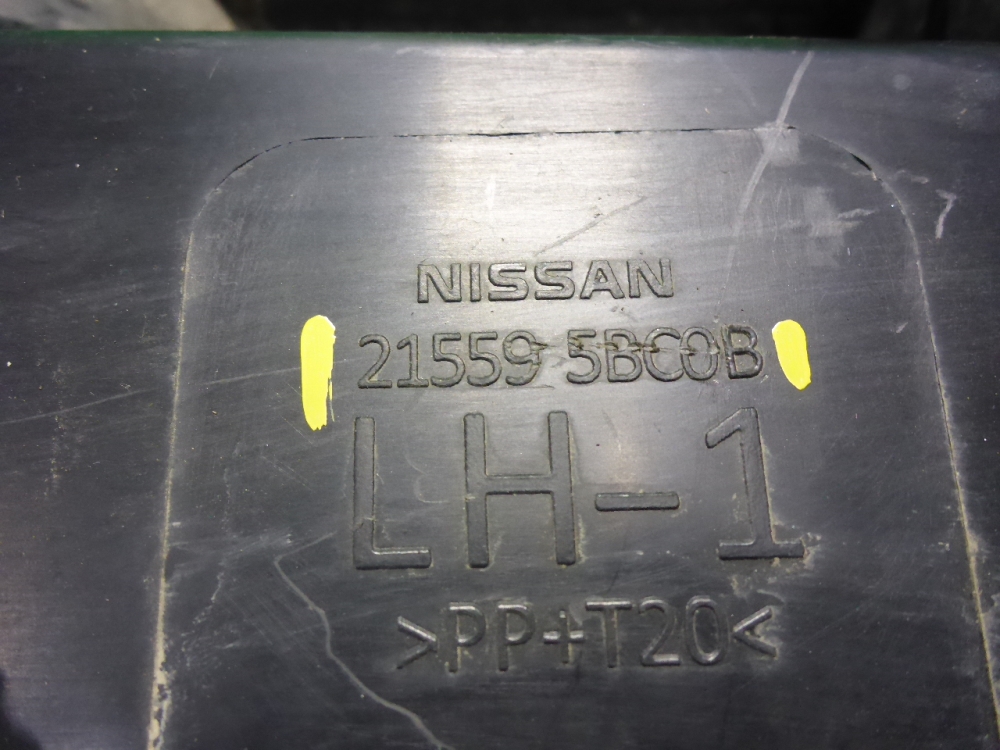 NISSAN
21559 5BC0B
LH-1
>PP+T20<